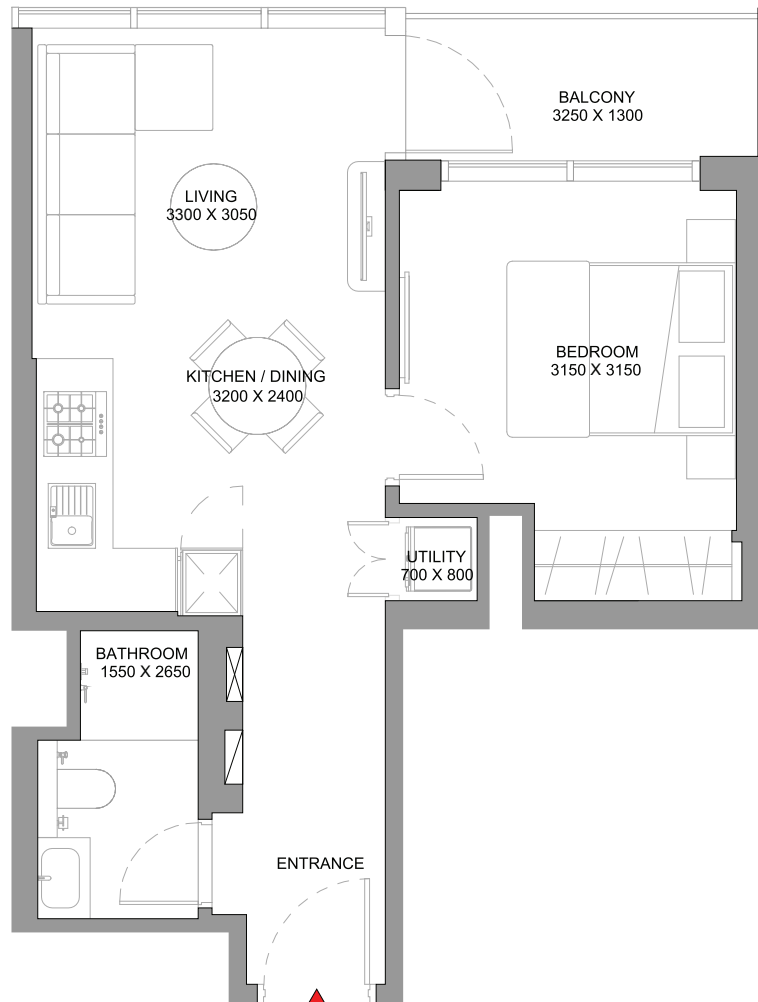 BALCONY
3250 X 1300
LIVING
3300 X 3050
BEDROOM
3150 X 3150
KITCHEN / DINING
3200 X 2400
UTILITY
700 X 800
BATHROOM
1550 X 2650
ENTRANCE